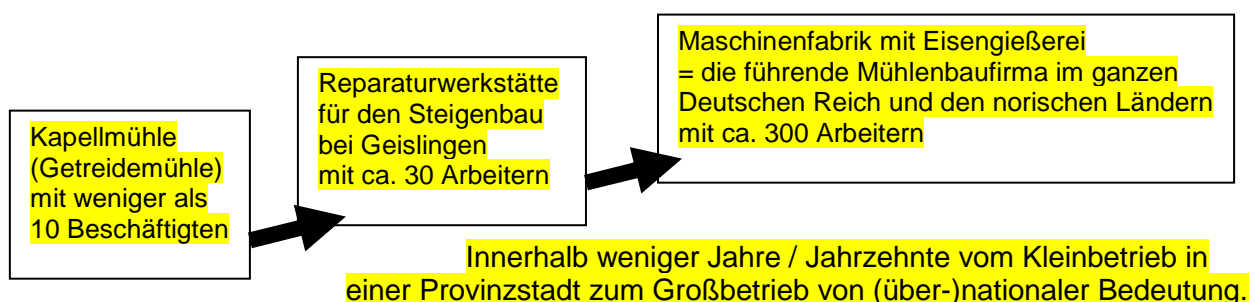 Kapellmühle
(Getreidemühle)
mit weniger als
10 Beschäftigten
Reparaturwerkstätte
für den Steigenbau
bei Geislingen
mit ca. 30 Arbeitern
Maschinenfabrik mit Eisengießerei
= die führende Mühlenbaufirma im ganzen
Deutschen Reich und den norischen Ländern
mit ca. 300 Arbeitern
Innerhalb weniger Jahre / Jahrzehnte vom Kleinbetrieb in
einer Provinzstadt zum Großbetrieb von (über-)nationaler Bedeutung.